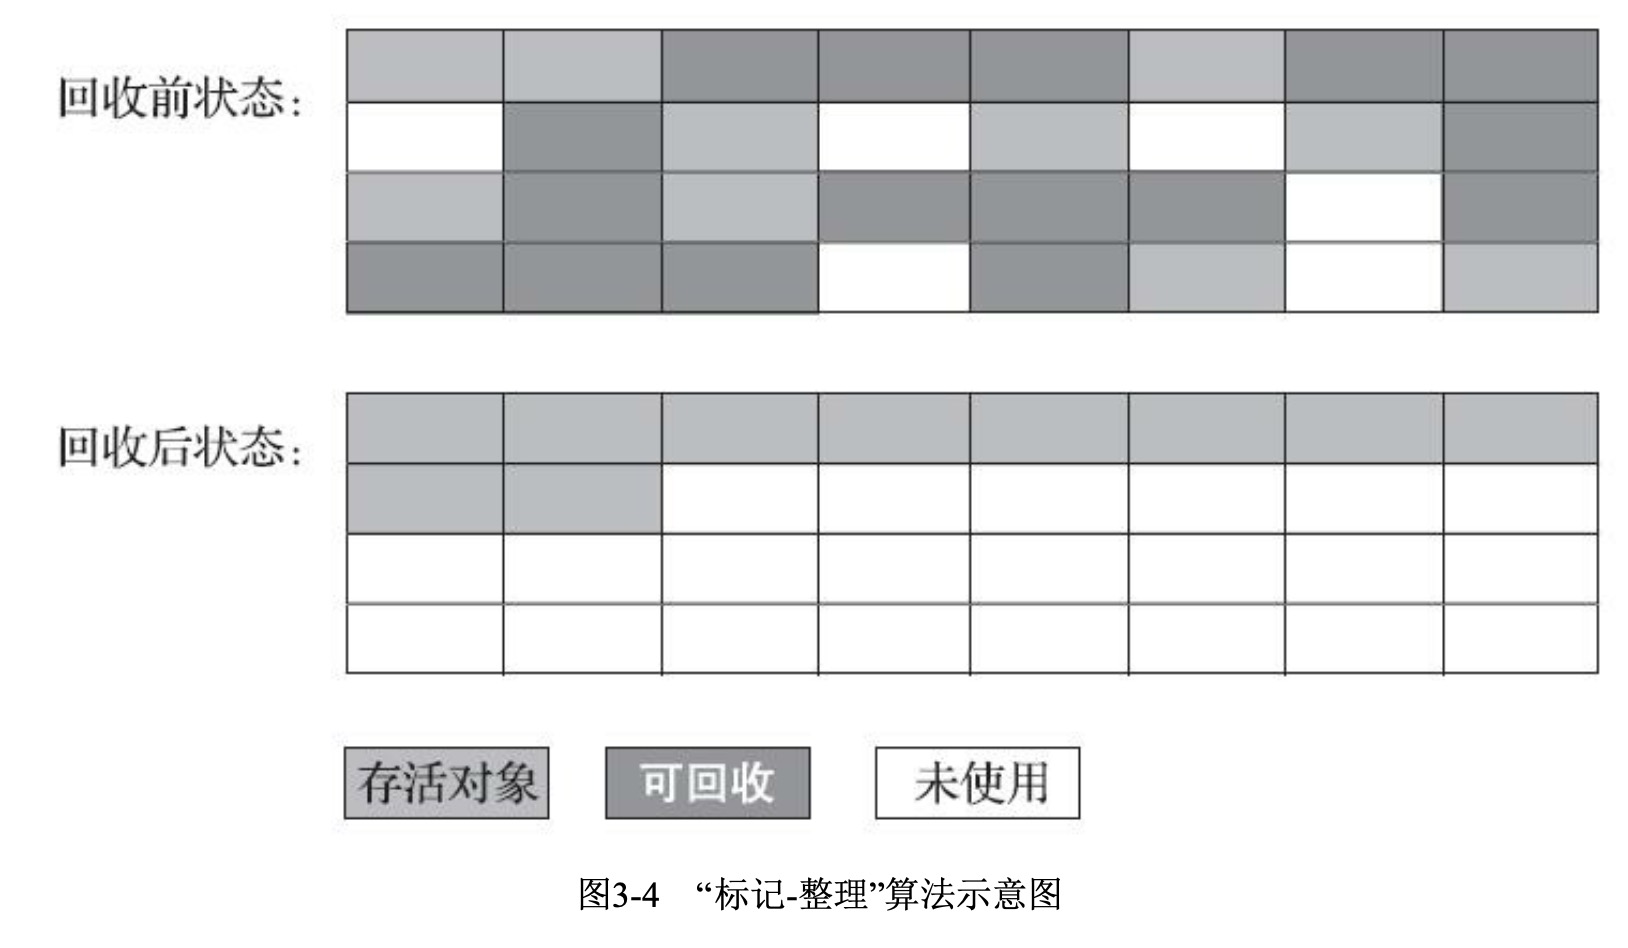 回收前状态：
回收后状态：
存活对象 可回收 未使用
图3-4 “标记-整理”算法示意图